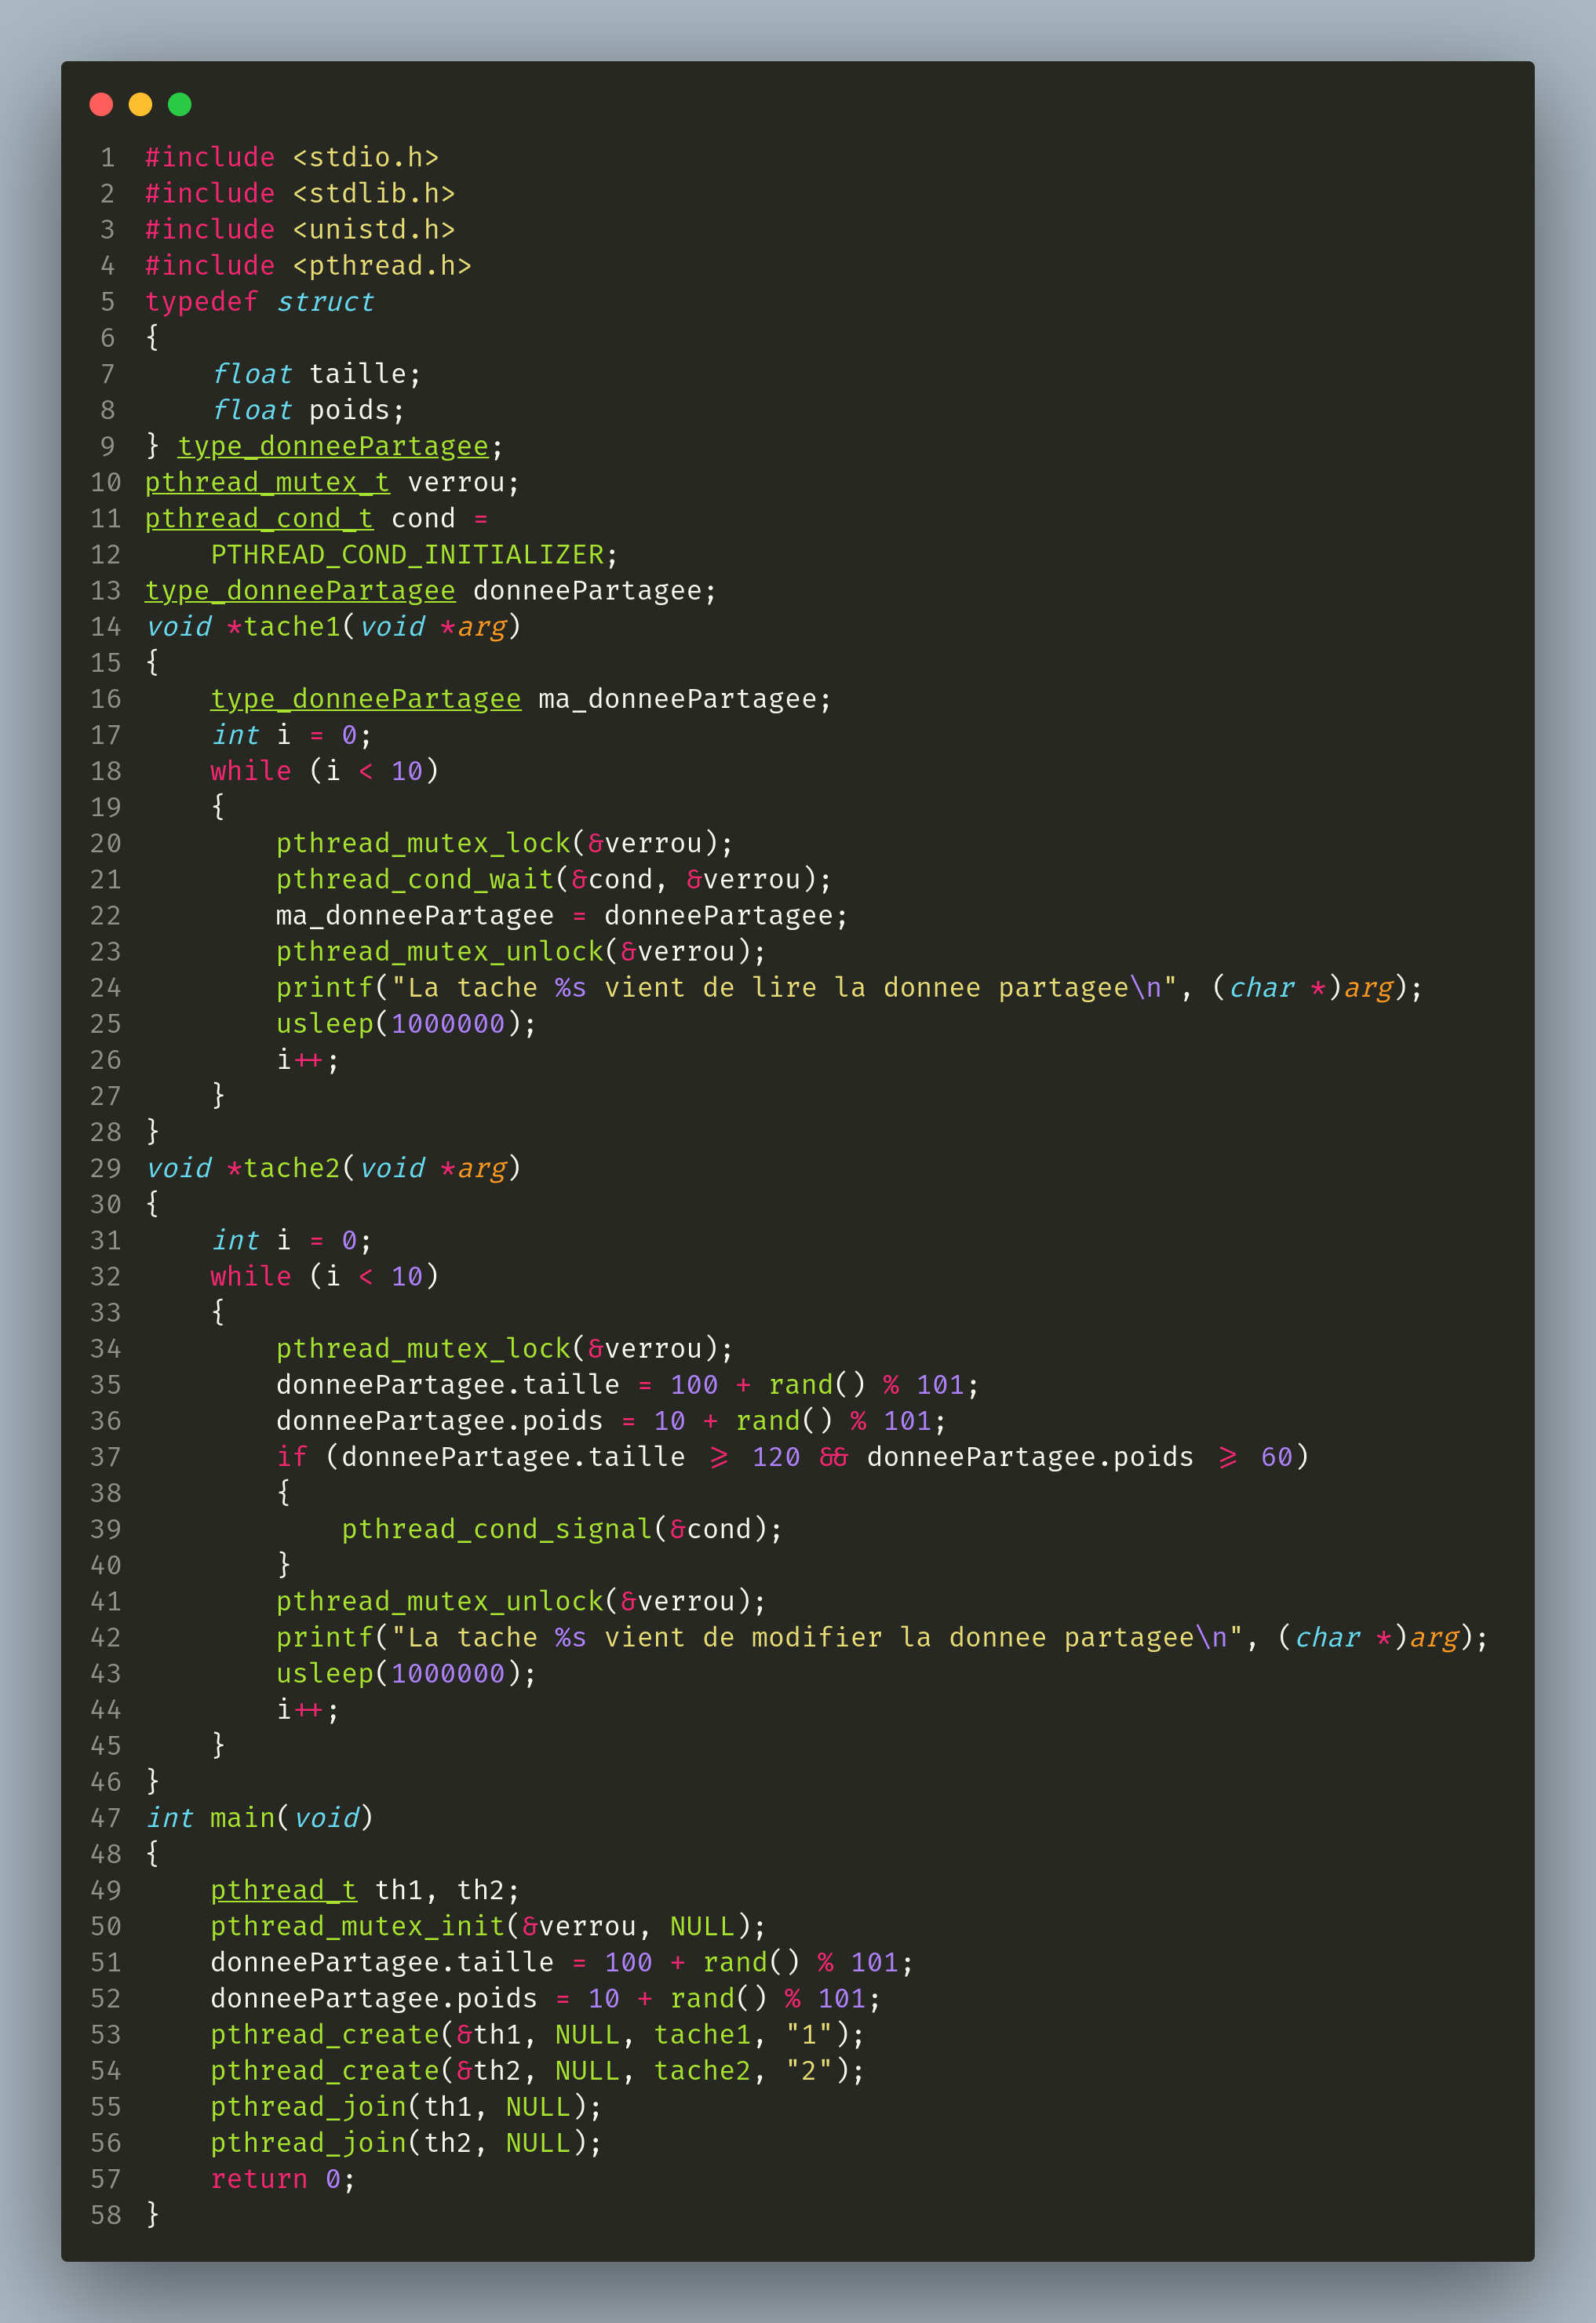 1 #include <stdio.h>
2 #include <stdlib.h>
3 #include <unistd.h>
4 #include <pthread.h>
5 typedef struct
6 {
7     float taille;
8     float poids;
9 } type_donneePartagee;
10 pthread_mutex_t verrou;
11 pthread_cond_t cond =
12     PTHREAD_COND_INITIALIZER;
13 type_donneePartagee donneePartagee;
14 void *tache1(void *arg)
15 {
16     type_donneePartagee ma_donneePartagee;
17     int i = 0;
18     while (i < 10)
19     {
20         pthread_mutex_lock(&verrou);
21         pthread_cond_wait(&cond, &verrou);
22         ma_donneePartagee = donneePartagee;
23         pthread_mutex_unlock(&verrou);
24         printf("La tache %s vient de lire la donnee partagee\n", (char *)arg);
25         usleep(1000000);
26         i++;
27     }
28 }
29 void *tache2(void *arg)
30 {
31     int i = 0;
32     while (i < 10)
33     {
34         pthread_mutex_lock(&verrou);
35         donneePartagee.taille = 100 + rand() % 101;
36         donneePartagee.poids = 10 + rand() % 101;
37         if (donneePartagee.taille >= 120 && donneePartagee.poids >= 60)
38         {
39             pthread_cond_signal(&cond);
40         }
41         pthread_mutex_unlock(&verrou);
42         printf("La tache %s vient de modifier la donnee partagee\n", (char *)arg);
43         usleep(1000000);
44         i++;
45     }
46 }
47 int main(void)
48 {
49     pthread_t th1, th2;
50     pthread_mutex_init(&verrou, NULL);
51     donneePartagee.taille = 100 + rand() % 101;
52     donneePartagee.poids = 10 + rand() % 101;
53     pthread_create(&th1, NULL, tache1, "1");
54     pthread_create(&th2, NULL, tache2, "2");
55     pthread_join(th1, NULL);
56     pthread_join(th2, NULL);
57     return 0;
58 }